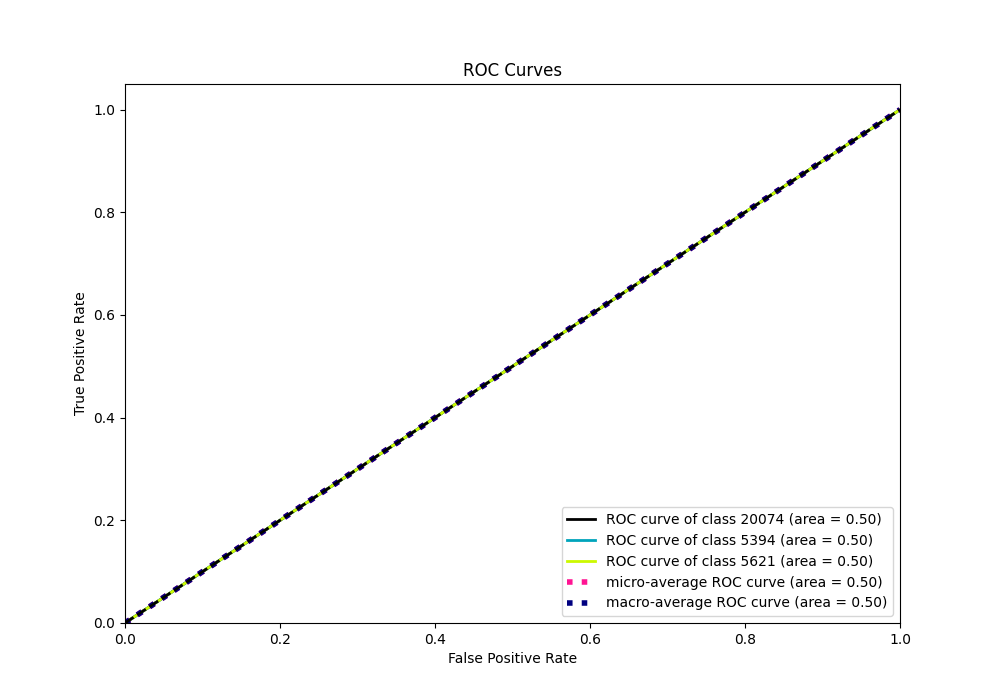 ROC Curves
1.0
0.8
0.6
0.4
0.2
0.0
True Positive Rate
0.0 0.2 0.4 0.6 0.8 1.0
False Positive Rate
ROC curve of class 20074 (area = 0.50)
ROC curve of class 5394 (area = 0.50)
ROC curve of class 5621 (area = 0.50)
micro-average ROC curve (area = 0.50)
macro-average ROC curve (area = 0.50)